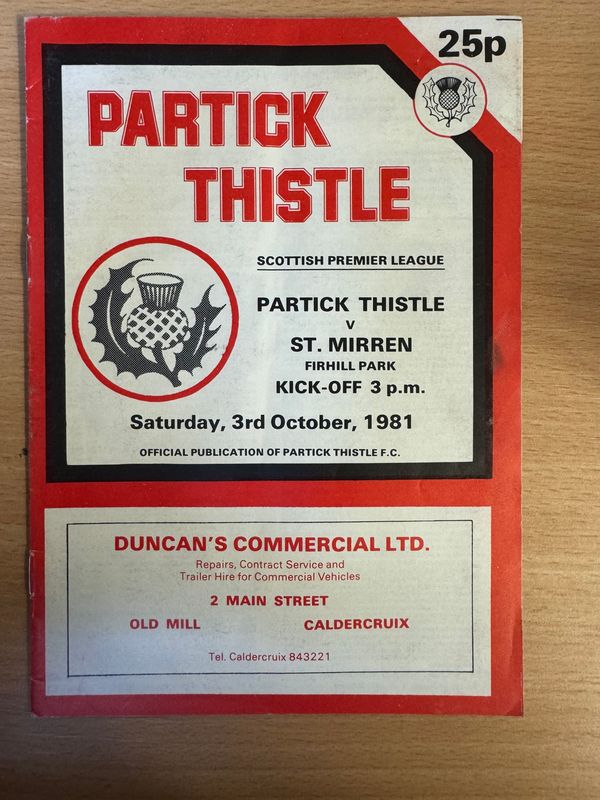 25p
PARTICK
THISTLE
SCOTTISH PREMIER LEAGUE
PARTICK THISTLE
v
ST. MIRREN
FIRHILL PARK
KICK-OFF 3 p.m.
Saturday, 3rd October, 1981
OFFICIAL PUBLICATION OF PARTICK THISTLE F.C.
DUNCAN'S COMMERCIAL LTD.
Repairs, Contract Service and
Trailer Hire for Commercial Vehicles
2 MAIN STREET
OLD MILL CALDERCRUIX
Tel. Caldercruix 843221